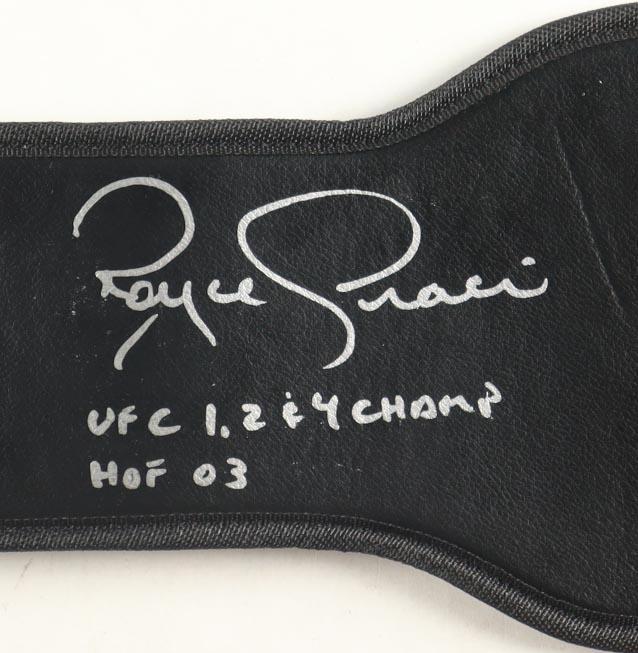 Royce Gracie
UFC 1, 2 & 4 CHAMP
HOF 03